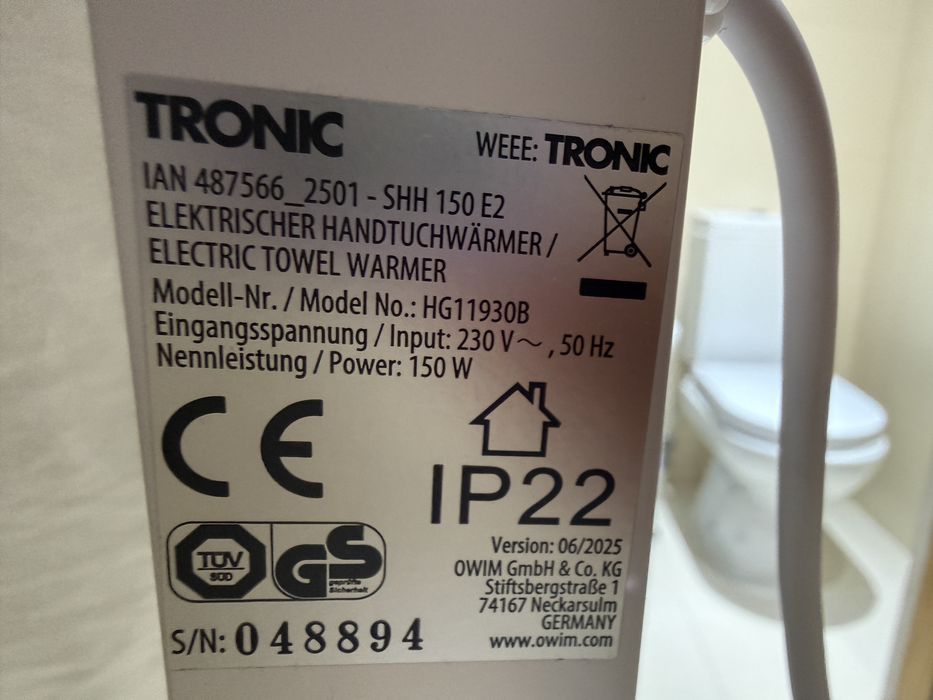 TRONIC
WEEE: TRONIC
IAN 487566_2501 - SHH 150 E2
ELEKTRISCHER HANDTUCHWÄRMER /
ELECTRIC TOWEL WARMER
Modell-Nr. / Model No.: HG11930B
Eingangsspannung / Input: 230 V～ , 50 Hz
Nennleistung / Power: 150 W
CE
IP22
TÜV
SÜD
GS
geprüfte
Sicherheit
Version: 06/2025
OWIM GmbH & Co. KG
Stiftsbergstraße 1
74167 Neckarsulm
GERMANY
www.owim.com
S/N: 048894